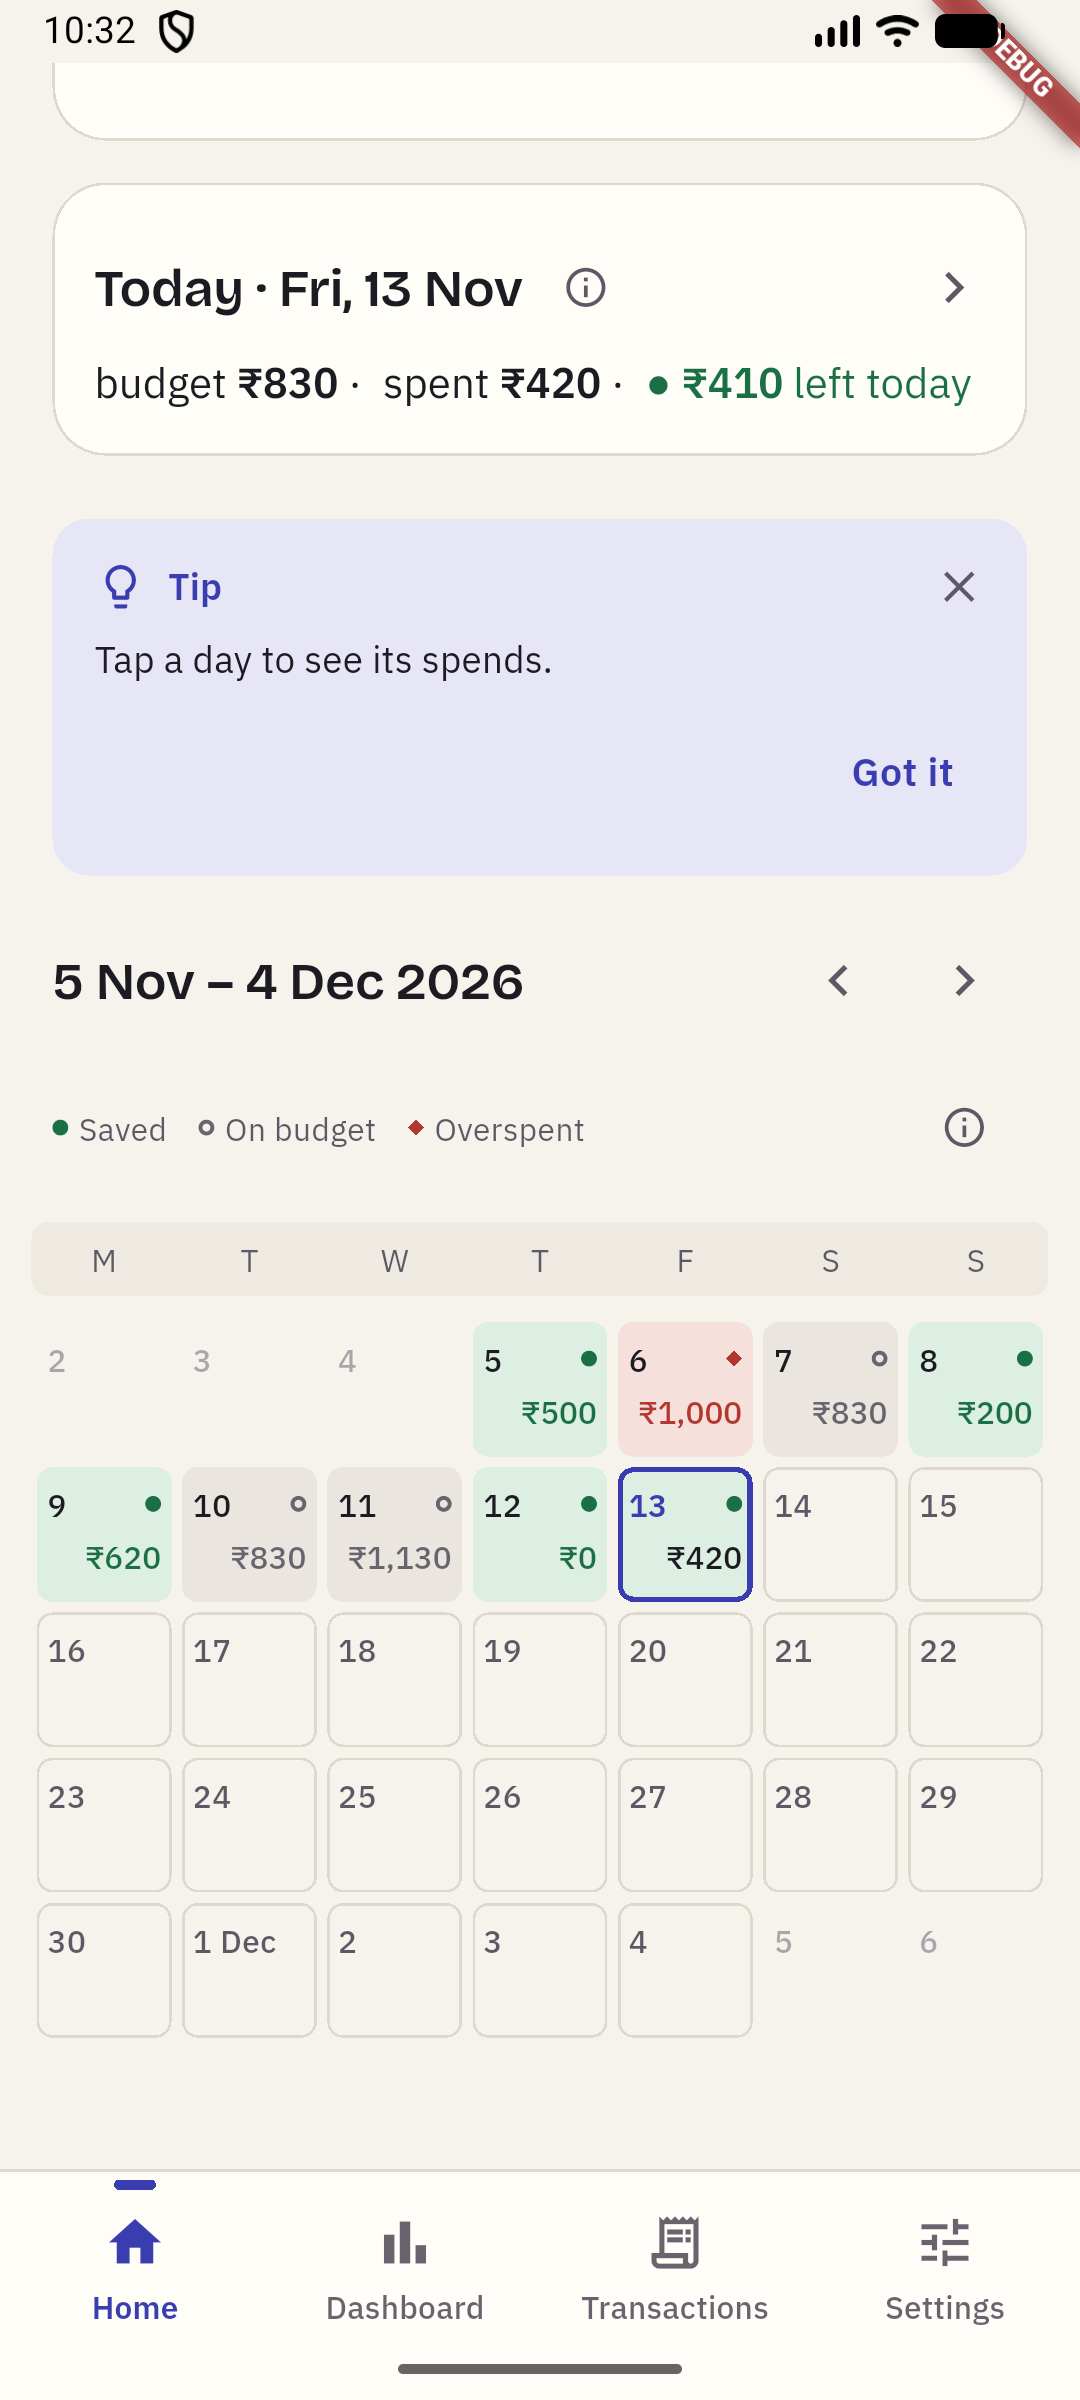 10:32
EBUG
Today · Fri, 13 Nov
budget ₹830 · spent ₹420 · ₹410 left today
Tip
Tap a day to see its spends.
Got it
5 Nov – 4 Dec 2026
Saved On budget Overspent
M T W T F S S
2 3 4 5 6 7 8
₹500 ₹1,000 ₹830 ₹200
9 10 11 12 13 14 15
₹620 ₹830 ₹1,130 ₹0 ₹420
16 17 18 19 20 21 22
23 24 25 26 27 28 29
30 1 Dec 2 3 4 5 6
Home Dashboard Transactions Settings